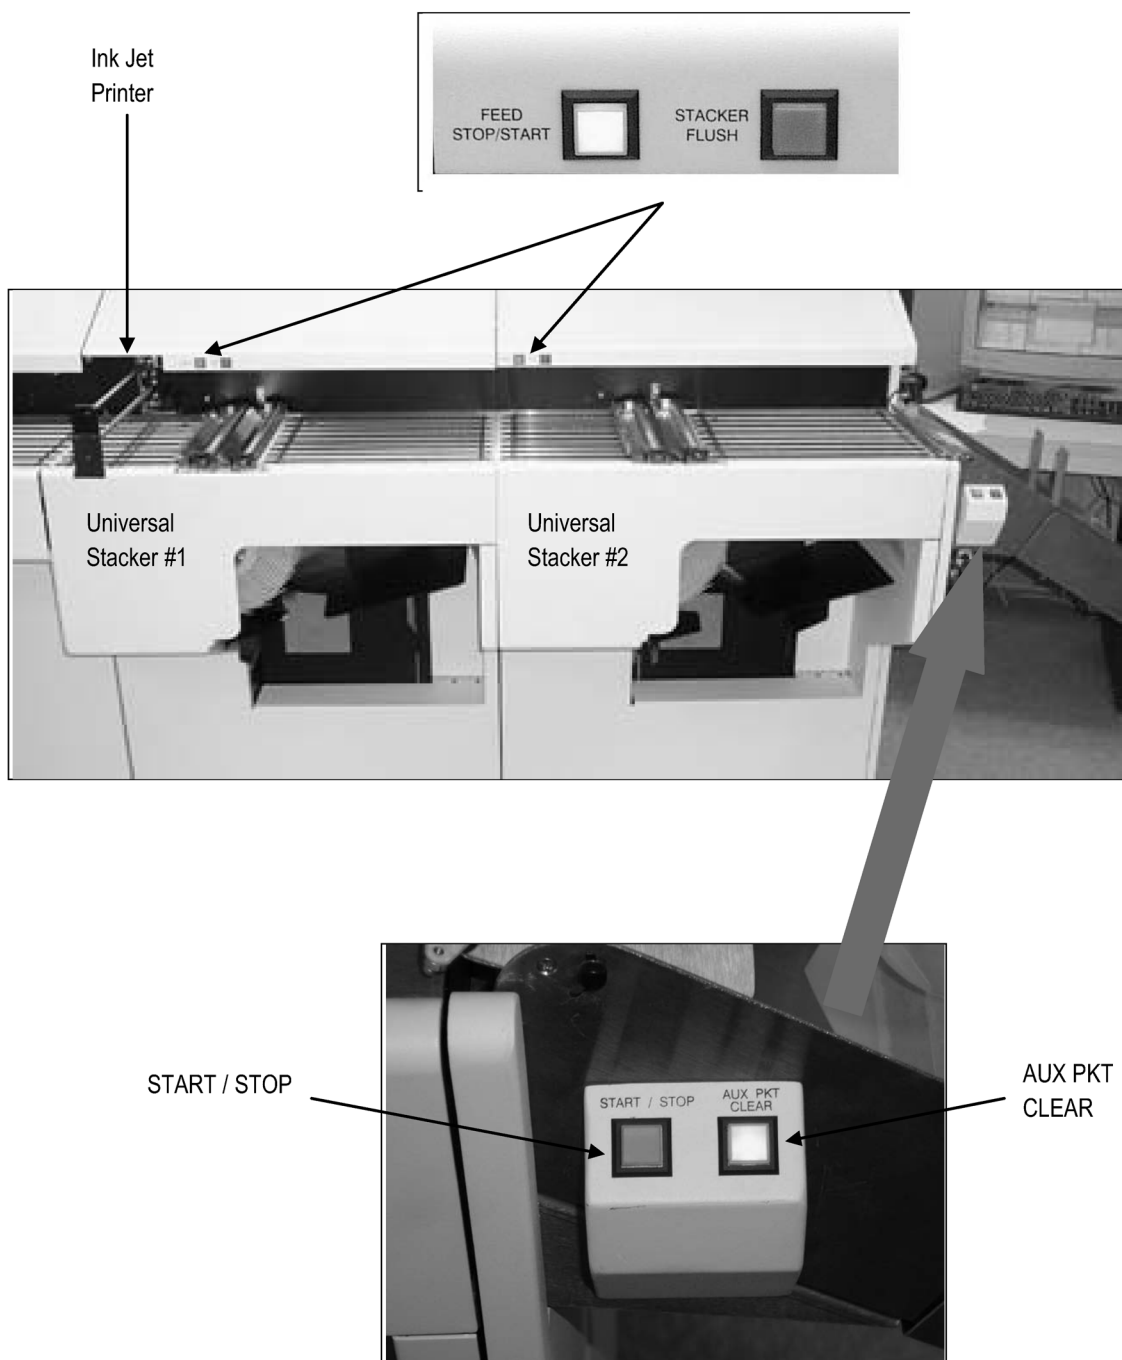 Ink Jet
Printer
FEED
STOP/START
STACKER
FLUSH
Universal
Stacker #1
Universal
Stacker #2
START / STOP
START / STOP
AUX PKT
CLEAR
AUX PKT
CLEAR